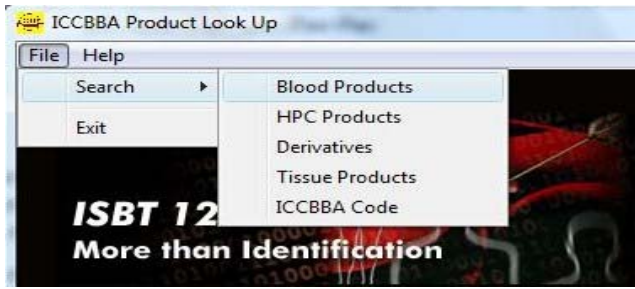 ICCBBA Product Look Up
File Help
Search
Exit
Blood Products
HPC Products
Derivatives
Tissue Products
ICCBBA Code
ISBT 12
More than Identification